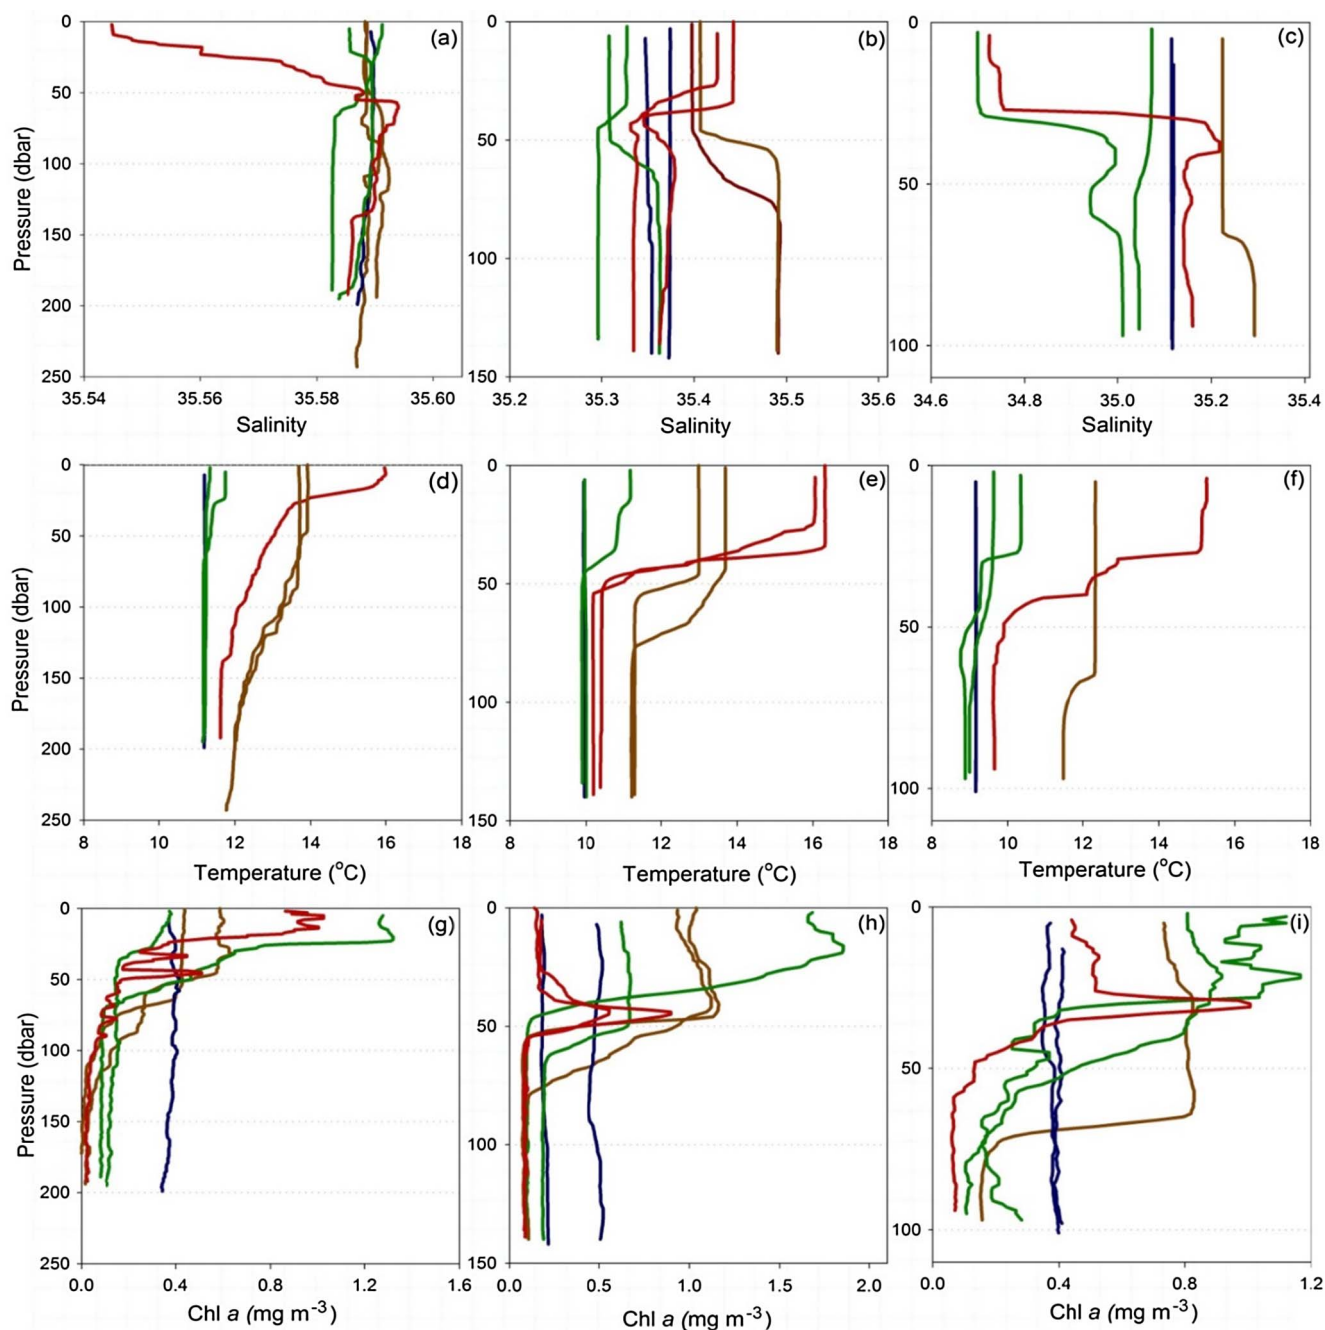 (a) (b) (c)
0 50 100 150 200 250
Pressure (dbar)
0 50 100 150
0 50 100
35.54 35.56 35.58 35.60
35.2 35.3 35.4 35.5 35.6
34.6 34.8 35.0 35.2 35.4
Salinity Salinity Salinity
(d) (e) (f)
0 50 100 150 200 250
Pressure (dbar)
0 50 100 150
0 50 100
8 10 12 14 16 18
8 10 12 14 16 18
8 10 12 14 16 18
Temperature (°C) Temperature (°C) Temperature (°C)
(g) (h) (i)
0 50 100 150 200 250
Pressure (dbar)
0 50 100 150
0 50 100
0.0 0.4 0.8 1.2 1.6
0.0 0.5 1.0 1.5 2.0
0.0 0.4 0.8 1.2
Chl a (mg m⁻³) Chl a (mg m⁻³) Chl a (mg m⁻³)